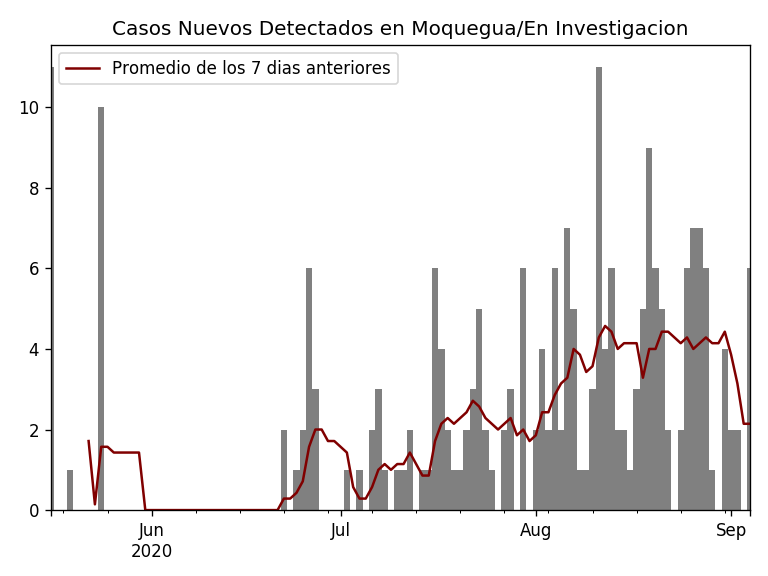 Casos Nuevos Detectados en Moquegua/En Investigacion
Promedio de los 7 dias anteriores
10
8
6
4
2
0
Jun Jul Aug Sep
2020